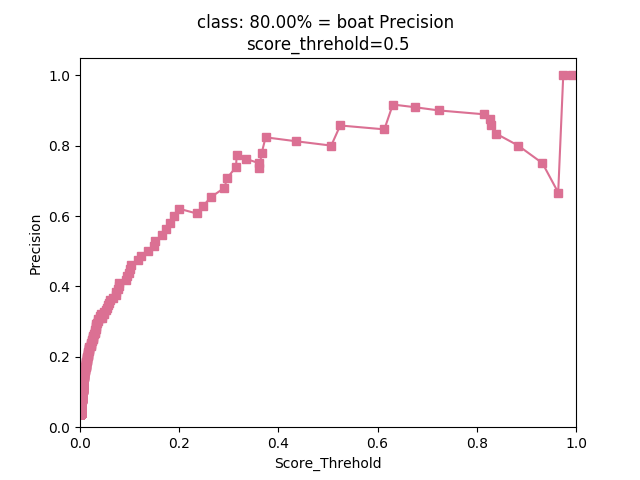 class: 80.00% = boat Precision
score_threhold=0.5
1.0
0.8
0.6
0.4
0.2
0.0
Precision
0.0 0.2 0.4 0.6 0.8 1.0
Score_Threhold